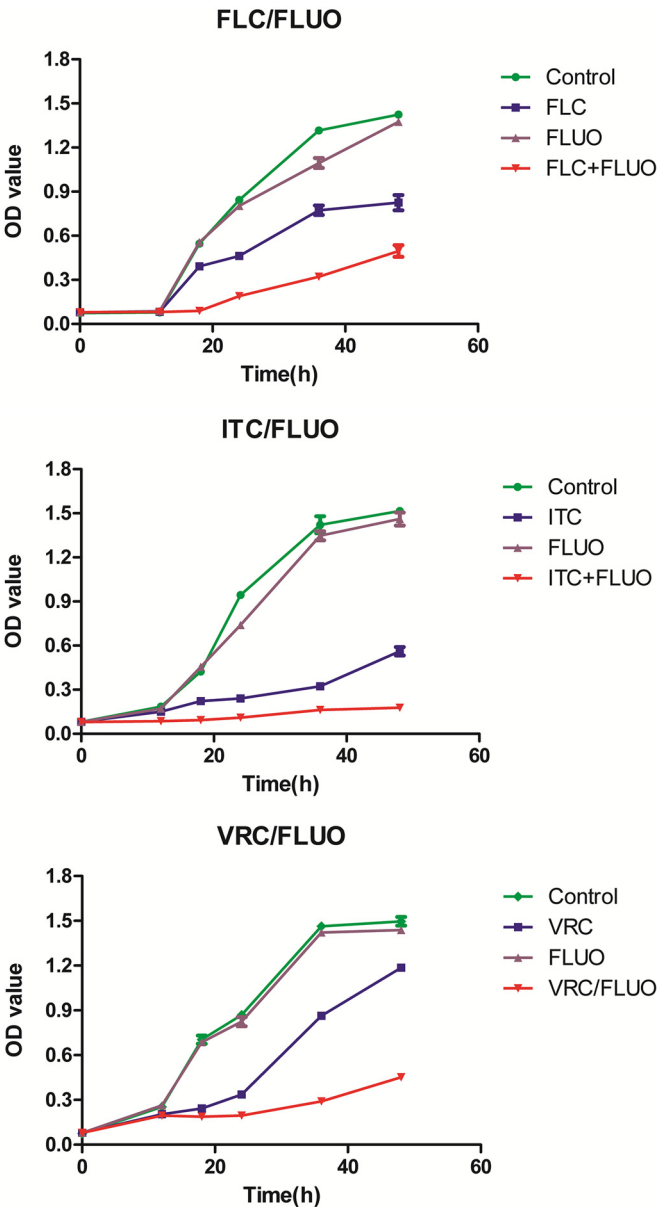 FLC/FLUO
1.8
1.5
1.2
0.9
0.6
0.3
0.0
OD value
0 20 40 60
Time(h)
Control
FLC
FLUO
FLC+FLUO
ITC/FLUO
1.8
1.5
1.2
0.9
0.6
0.3
0.0
OD value
0 20 40 60
Time(h)
Control
ITC
FLUO
ITC+FLUO
VRC/FLUO
1.8
1.5
1.2
0.9
0.6
0.3
0.0
OD value
0 20 40 60
Time(h)
Control
VRC
FLUO
VRC/FLUO